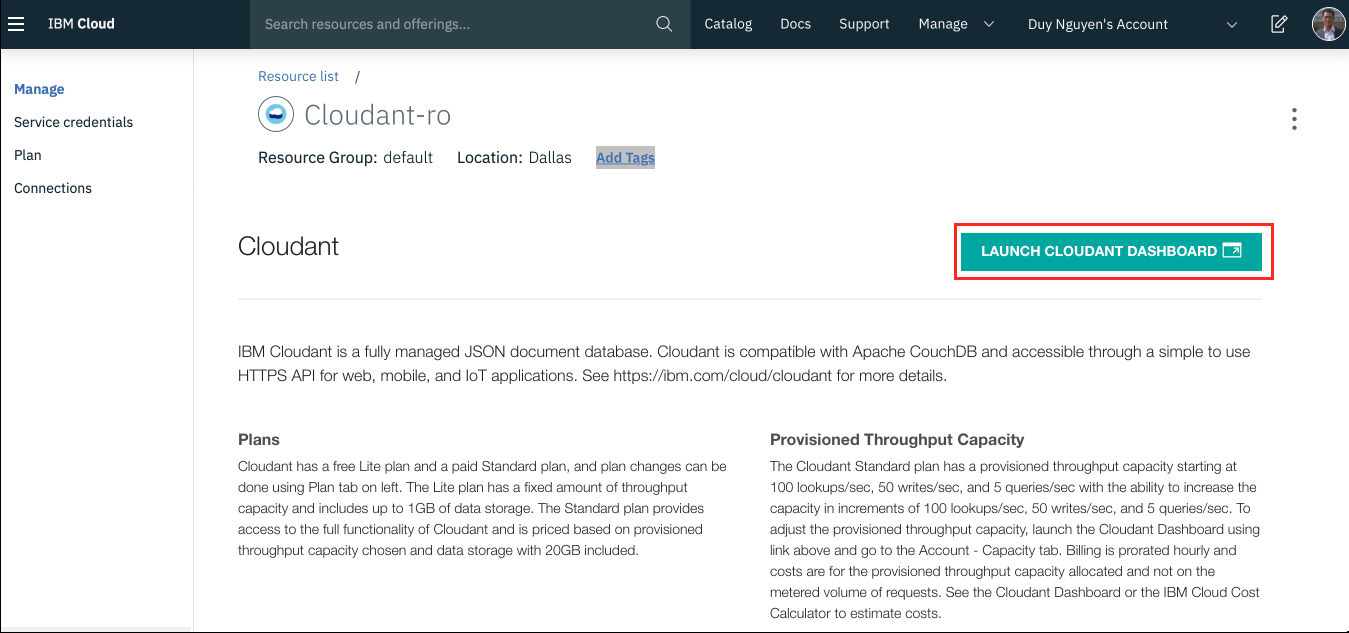 IBM Cloud
Search resources and offerings...
Catalog
Docs
Support
Manage
Duy Nguyen's Account
Manage
Service credentials
Plan
Connections
Resource list /
Cloudant-ro
Resource Group: default Location: Dallas Add Tags
Cloudant
LAUNCH CLOUDANT DASHBOARD
IBM Cloudant is a fully managed JSON document database. Cloudant is compatible with Apache CouchDB and accessible through a simple to use
HTTPS API for web, mobile, and IoT applications. See https://ibm.com/cloud/cloudant for more details.
Plans
Cloudant has a free Lite plan and a paid Standard plan, and plan changes can be
done using Plan tab on left. The Lite plan has a fixed amount of throughput
capacity and includes up to 1GB of data storage. The Standard plan provides
access to the full functionality of Cloudant and is priced based on provisioned
throughput capacity chosen and data storage with 20GB included.
Provisioned Throughput Capacity
The Cloudant Standard plan has a provisioned throughput capacity starting at
100 lookups/sec, 50 writes/sec, and 5 queries/sec with the ability to increase the
capacity in increments of 100 lookups/sec, 50 writes/sec, and 5 queries/sec. To
adjust the provisioned throughput capacity, launch the Cloudant Dashboard using
link above and go to the Account - Capacity tab. Billing is prorated hourly and
costs are for the provisioned throughput capacity allocated and not on the
metered volume of requests. See the Cloudant Dashboard or the IBM Cloud Cost
Calculator to estimate costs.